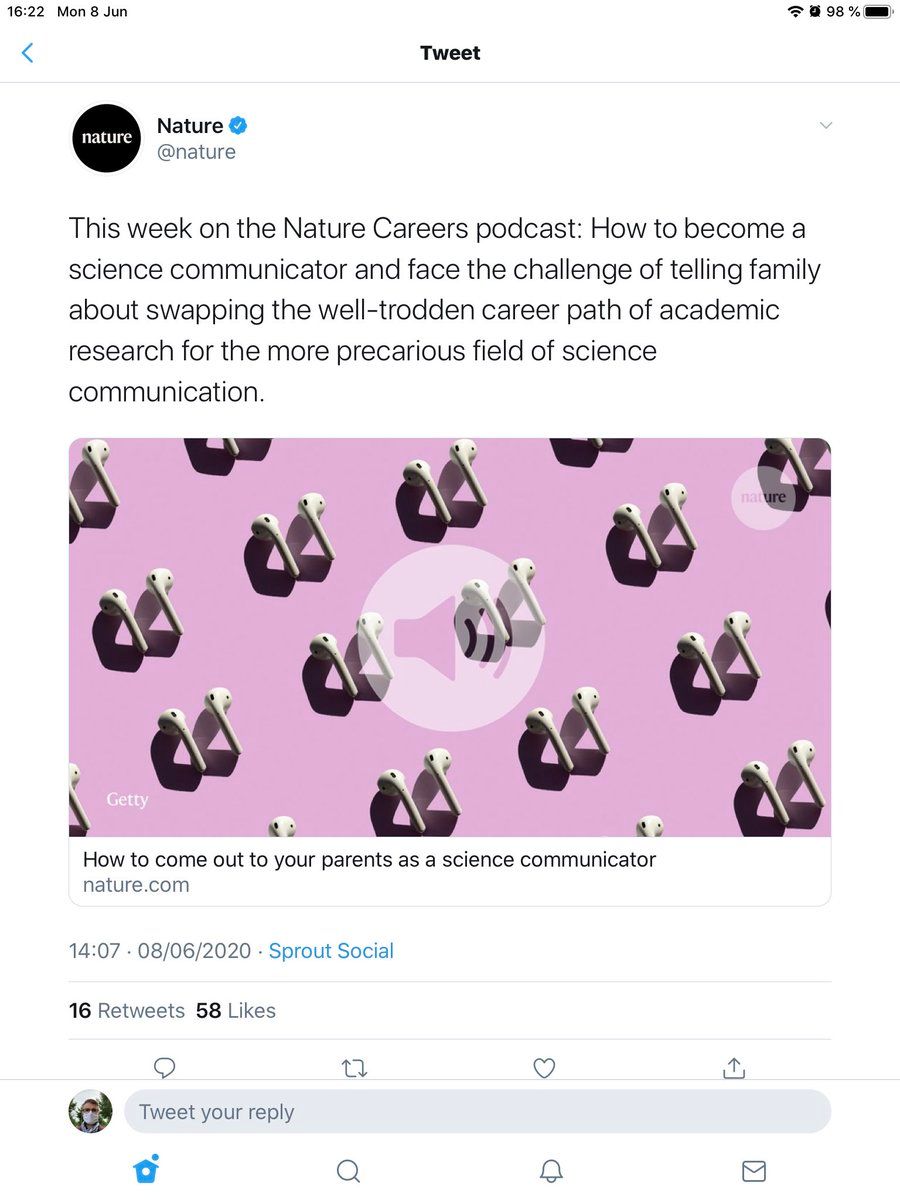 16:22 Mon 8 Jun 98 %
Tweet
nature
Nature
@nature
This week on the Nature Careers podcast: How to become a
science communicator and face the challenge of telling family
about swapping the well-trodden career path of academic
research for the more precarious field of science
communication.
nature
Getty
How to come out to your parents as a science communicator
nature.com
14:07 · 08/06/2020 · Sprout Social
16 Retweets 58 Likes
Tweet your reply